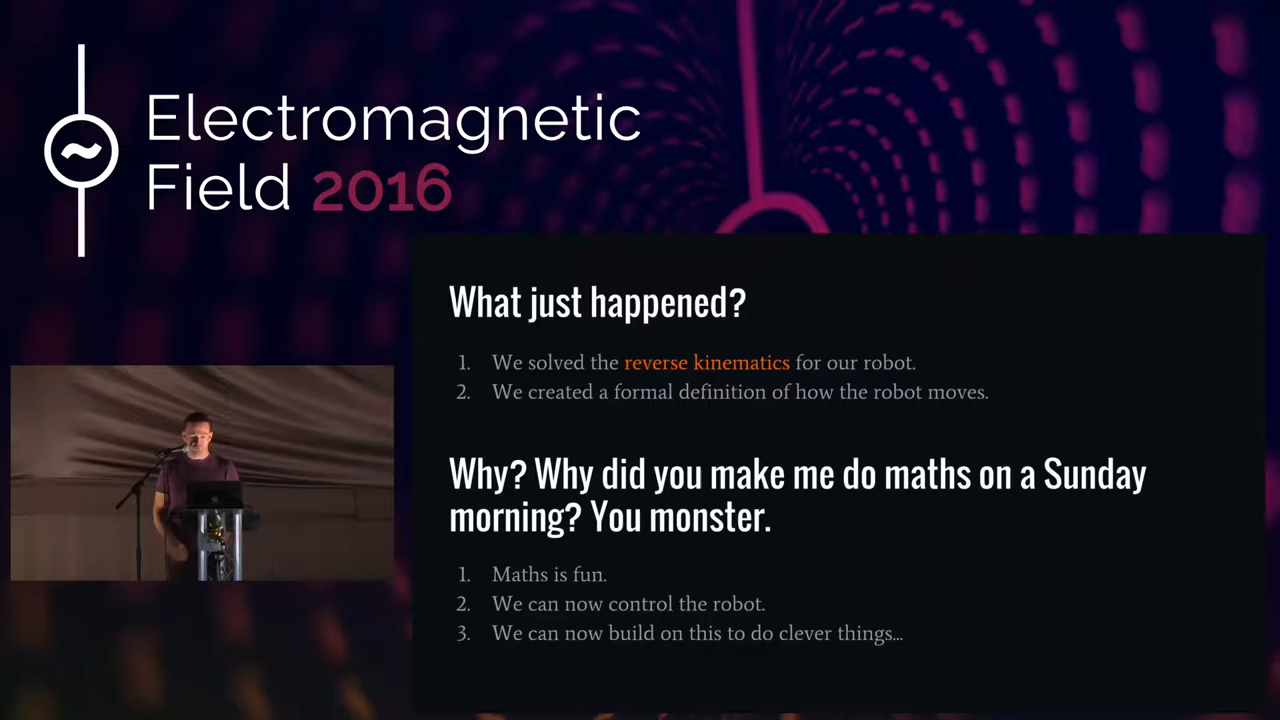 Electromagnetic
Field 2016
What just happened?
1. We solved the reverse kinematics for our robot.
2. We created a formal definition of how the robot moves.
Why? Why did you make me do maths on a Sunday
morning? You monster.
1. Maths is fun.
2. We can now control the robot.
3. We can now build on this to do clever things...